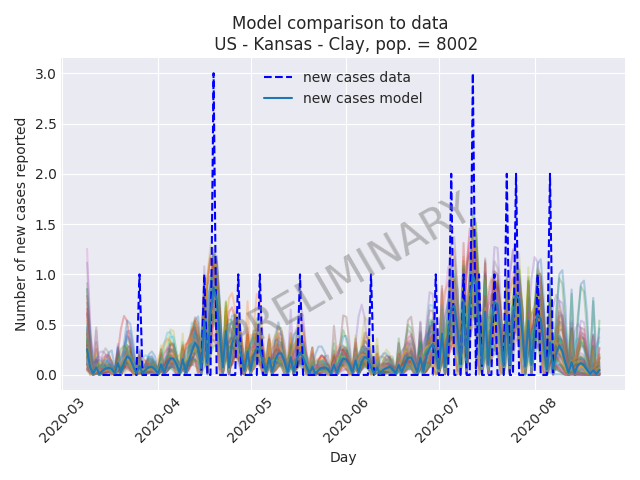 Model comparison to data
US - Kansas - Clay, pop. = 8002
new cases data
new cases model
PRELIMINARY
Number of new cases reported
3.0
2.5
2.0
1.5
1.0
0.5
0.0
2020-03
2020-04
2020-05
2020-06
2020-07
2020-08
Day